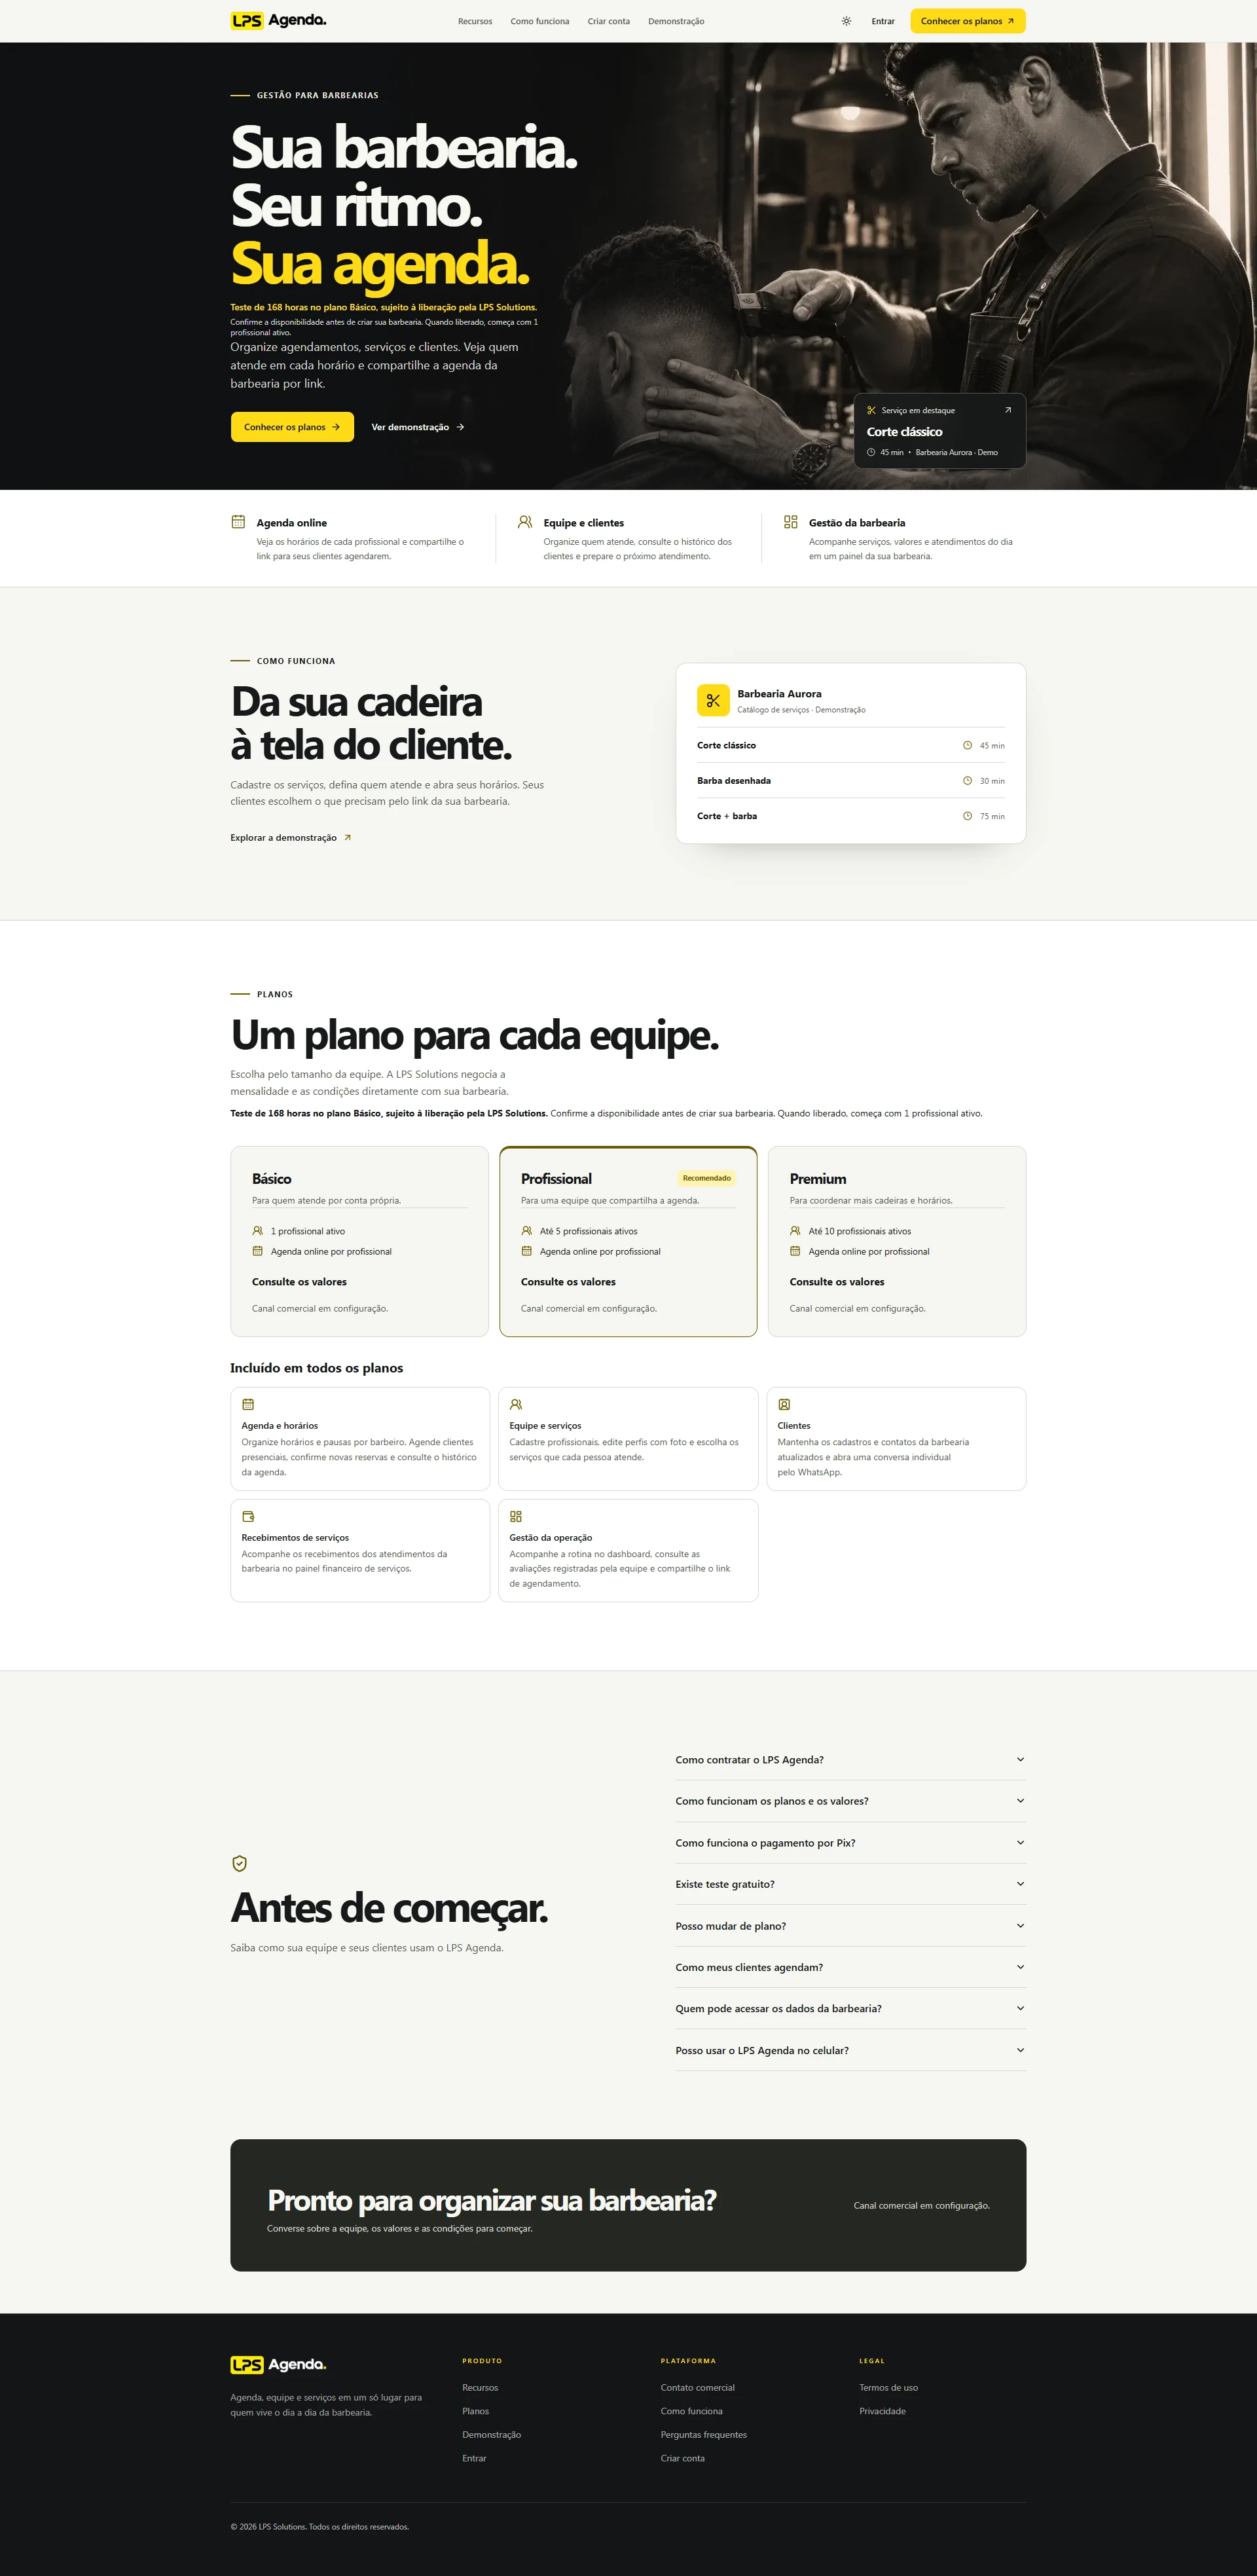 LPS Agenda.
Recursos
Como funciona
Criar conta
Demonstração
Entrar
Conhecer os planos
GESTÃO PARA BARBEARIAS
Sua barbearia.
Seu ritmo.
Sua agenda.
Teste de 168 horas no plano Básico, sujeito à liberação pela LPS Solutions.
Confirme a disponibilidade antes de criar sua barbearia. Quando liberado, começa com 1
profissional ativo.
Organize agendamentos, serviços e clientes. Veja quem
atende em cada horário e compartilhe a agenda da
barbearia por link.
Conhecer os planos
Ver demonstração
Serviço em destaque
Corte clássico
45 min • Barbearia Aurora · Demo
Agenda online
Veja os horários de cada profissional e compartilhe o
link para seus clientes agendarem.
Equipe e clientes
Organize quem atende, consulte o histórico dos
clientes e prepare o próximo atendimento.
Gestão da barbearia
Acompanhe serviços, valores e atendimentos do dia
em um painel da sua barbearia.
COMO FUNCIONA
Da sua cadeira
à tela do cliente.
Cadastre os serviços, defina quem atende e abra seus horários. Seus
clientes escolhem o que precisam pelo link da sua barbearia.
Explorar a demonstração
Barbearia Aurora
Catálogo de serviços · Demonstração
Corte clássico
45 min
Barba desenhada
30 min
Corte + barba
75 min
PLANOS
Um plano para cada equipe.
Escolha pelo tamanho da equipe. A LPS Solutions negocia a
mensalidade e as condições diretamente com sua barbearia.
Teste de 168 horas no plano Básico, sujeito à liberação pela LPS Solutions. Confirme a disponibilidade antes de criar sua barbearia. Quando liberado, começa com 1 profissional ativo.
Básico
Para quem atende por conta própria.
1 profissional ativo
Agenda online por profissional
Consulte os valores
Canal comercial em configuração.
Profissional
Recomendado
Para uma equipe que compartilha a agenda.
Até 5 profissionais ativos
Agenda online por profissional
Consulte os valores
Canal comercial em configuração.
Premium
Para coordenar mais cadeiras e horários.
Até 10 profissionais ativos
Agenda online por profissional
Consulte os valores
Canal comercial em configuração.
Incluído em todos os planos
Agenda e horários
Organize horários e pausas por barbeiro. Agende clientes
presenciais, confirme novas reservas e consulte o histórico
da agenda.
Equipe e serviços
Cadastre profissionais, edite perfis com foto e escolha os
serviços que cada pessoa atende.
Clientes
Mantenha os cadastros e contatos da barbearia
atualizados e abra uma conversa individual
pelo WhatsApp.
Recebimentos de serviços
Acompanhe os recebimentos dos atendimentos da
barbearia no painel financeiro de serviços.
Gestão da operação
Acompanhe a rotina no dashboard, consulte as
avaliações registradas pela equipe e compartilhe o link
de agendamento.
Antes de começar.
Saiba como sua equipe e seus clientes usam o LPS Agenda.
Como contratar o LPS Agenda?
Como funcionam os planos e os valores?
Como funciona o pagamento por Pix?
Existe teste gratuito?
Posso mudar de plano?
Como meus clientes agendam?
Quem pode acessar os dados da barbearia?
Posso usar o LPS Agenda no celular?
Pronto para organizar sua barbearia?
Converse sobre a equipe, os valores e as condições para começar.
Canal comercial em configuração.
LPS Agenda.
Agenda, equipe e serviços em um só lugar para
quem vive o dia a dia da barbearia.
PRODUTO
Recursos
Planos
Demonstração
Entrar
PLATAFORMA
Contato comercial
Como funciona
Perguntas frequentes
Criar conta
LEGAL
Termos de uso
Privacidade
© 2026 LPS Solutions. Todos os direitos reservados.